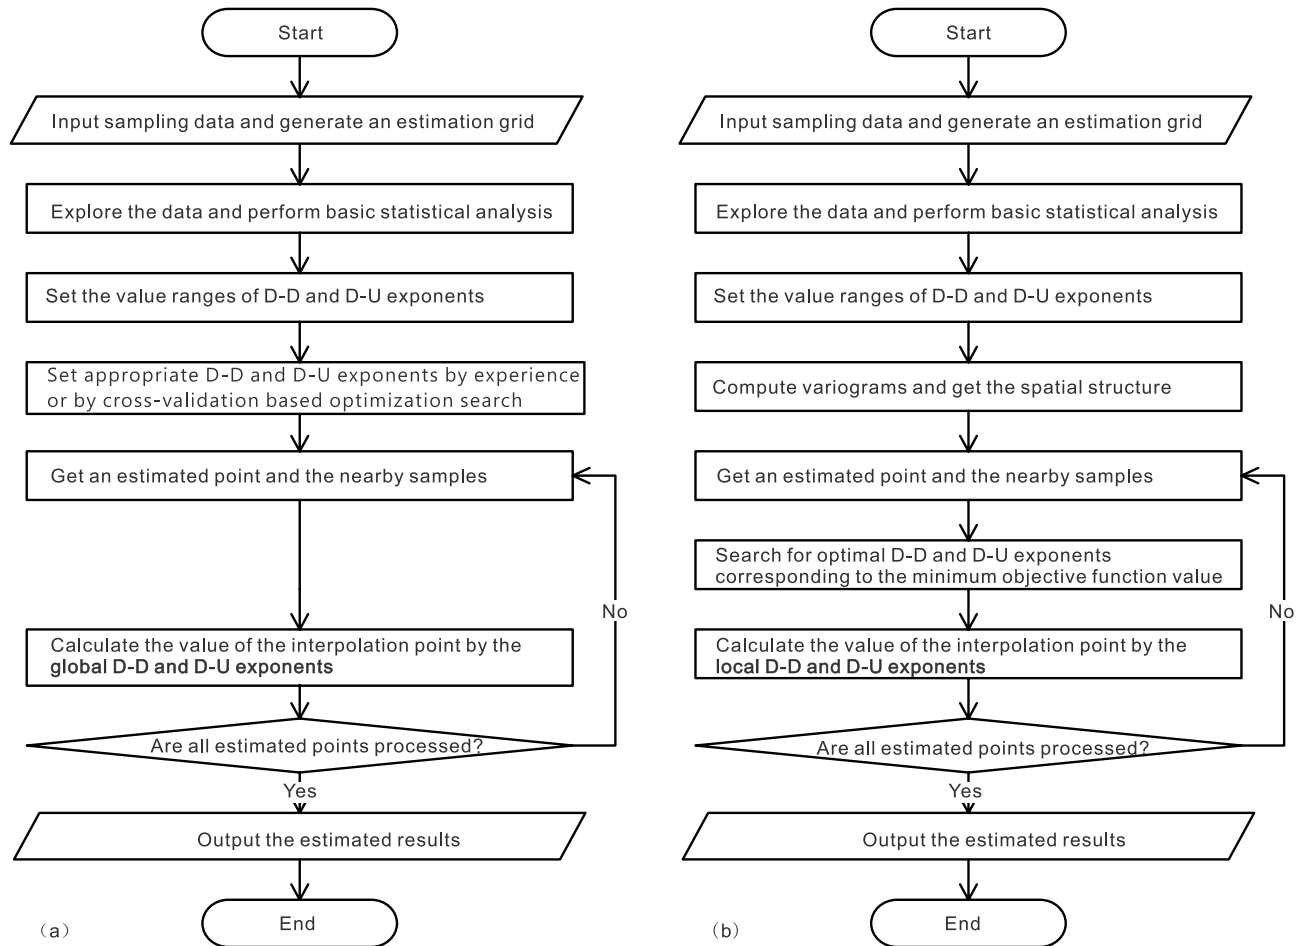 Start
Input sampling data and generate an estimation grid
Explore the data and perform basic statistical analysis
Set the value ranges of D-D and D-U exponents
Set appropriate D-D and D-U exponents by experience
or by cross-validation based optimization search
Get an estimated point and the nearby samples
No
Calculate the value of the interpolation point by the
global D-D and D-U exponents
Are all estimated points processed?
Yes
Output the estimated results
End
(a)
Start
Input sampling data and generate an estimation grid
Explore the data and perform basic statistical analysis
Set the value ranges of D-D and D-U exponents
Compute variograms and get the spatial structure
Get an estimated point and the nearby samples
Search for optimal D-D and D-U exponents
corresponding to the minimum objective function value
No
Calculate the value of the interpolation point by the
local D-D and D-U exponents
Are all estimated points processed?
Yes
Output the estimated results
End
(b)